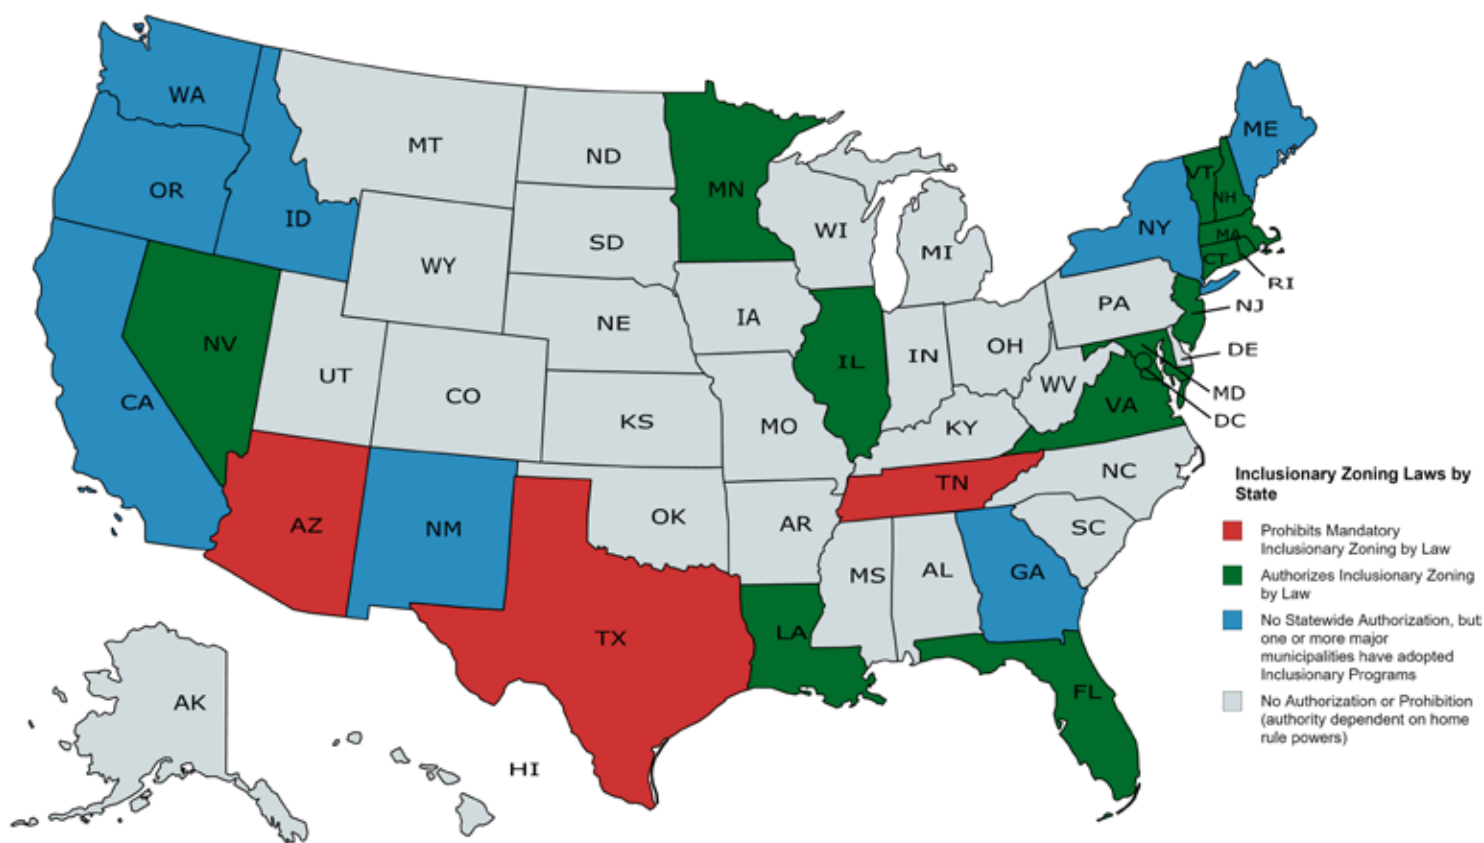 WA
ME
MT
ND
VT
MN
OR
NH
ID
NY
WI
MA
SD
MI
CT
WY
RI
PA
NJ
NE
IA
NV
OH
DE
IN
IL
UT
WV
MD
CO
CA
VA
DC
KS
MO
KY
NC
TN
OK
AZ
NM
AR
SC
MS
AL
GA
TX
LA
FL
AK
HI
Inclusionary Zoning Laws by
State
Prohibits Mandatory
Inclusionary Zoning by Law
Authorizes Inclusionary Zoning
by Law
No Statewide Authorization, but
one or more major
municipalities have adopted
Inclusionary Programs
No Authorization or Prohibition
(authority dependent on home
rule powers)